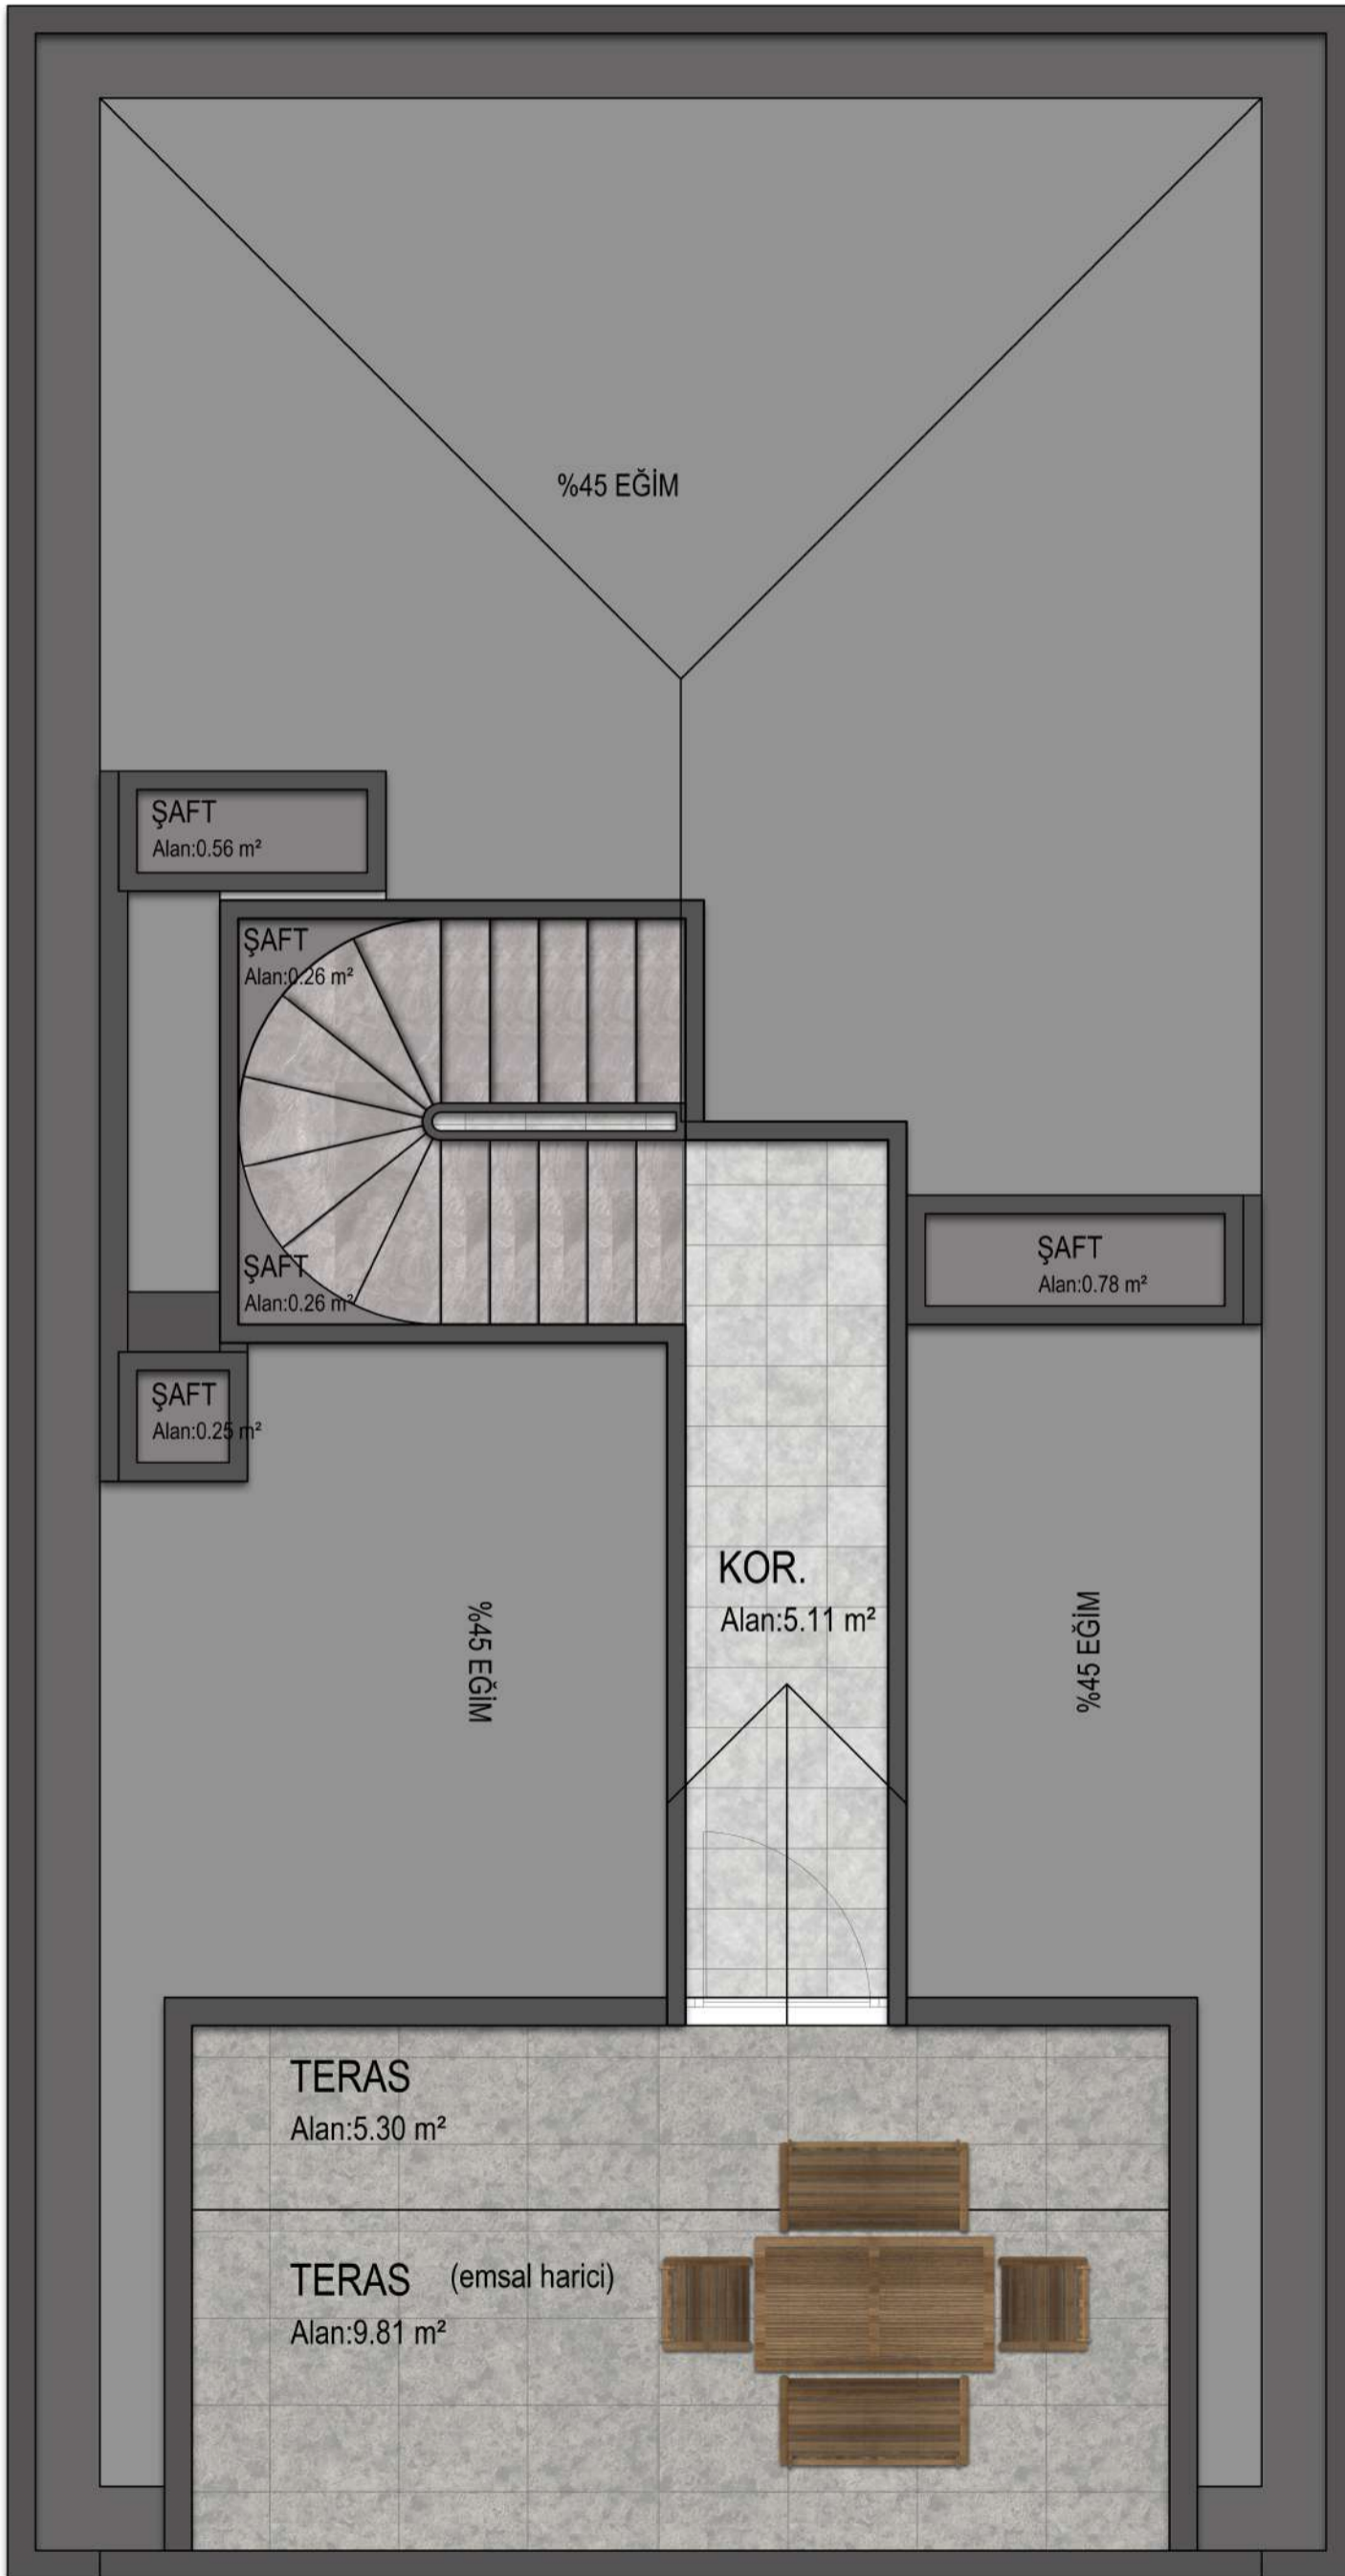 %45 EĞİM
ŞAFT
Alan:0.56 m²
ŞAFT
Alan:0.26 m²
ŞAFT
Alan:0.26 m²
ŞAFT
Alan:0.78 m²
ŞAFT
Alan:0.25 m²
KOR.
Alan:5.11 m²
%45 EĞİM
%45 EĞİM
TERAS
Alan:5.30 m²
TERAS (emsal harici)
Alan:9.81 m²